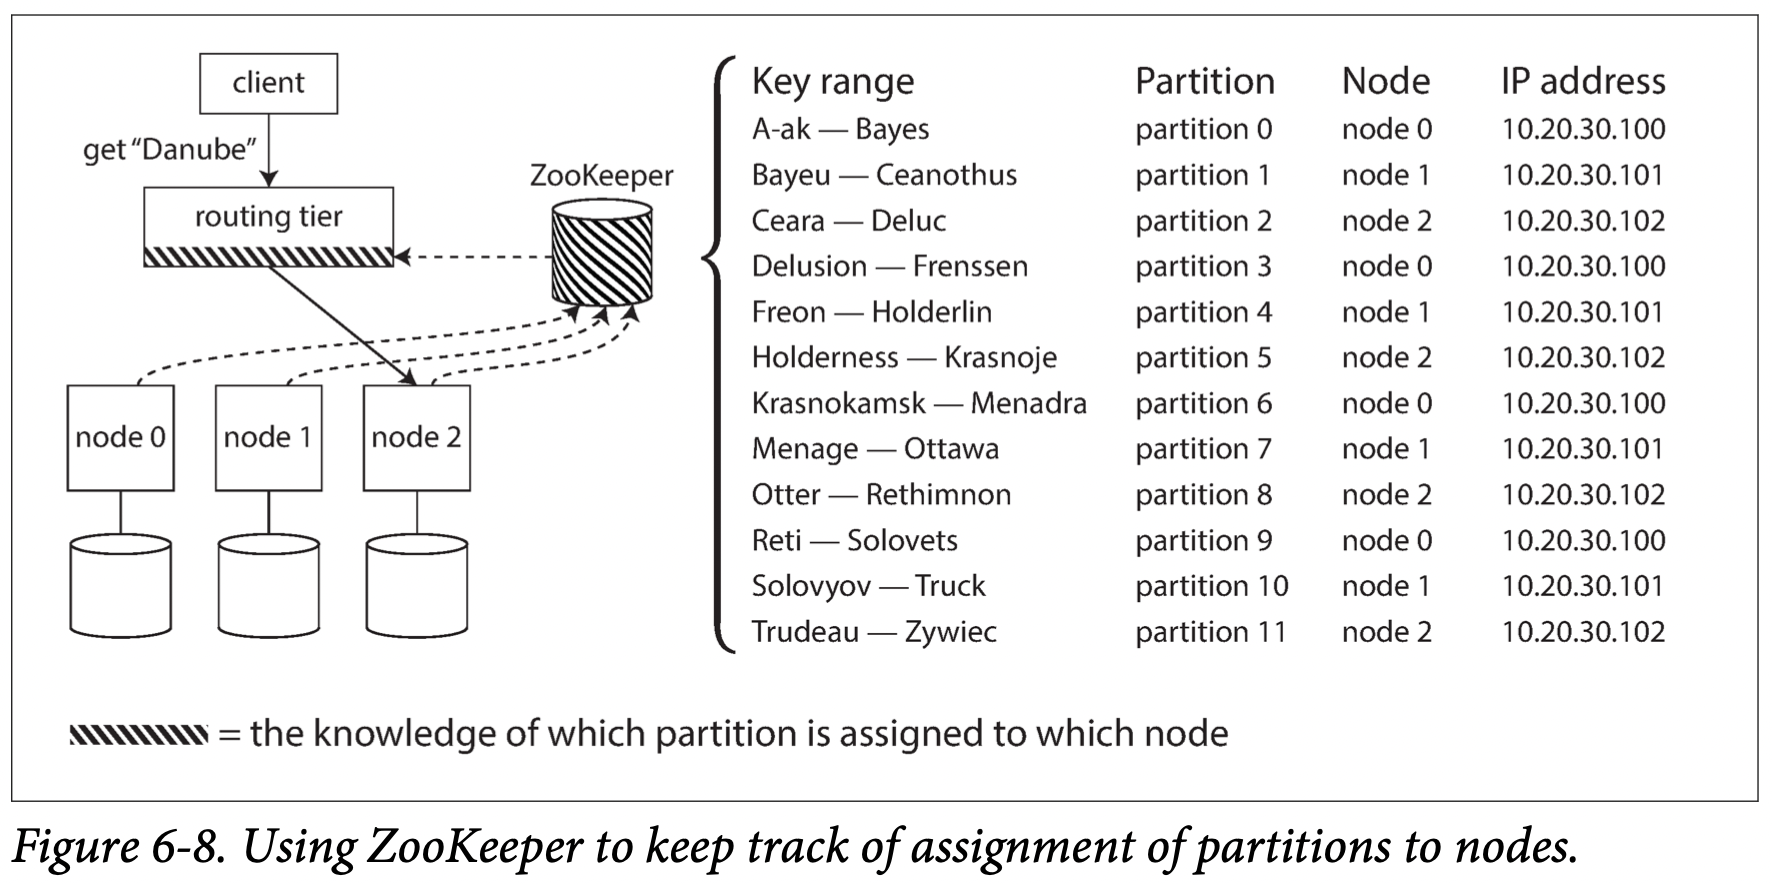 client
get “Danube”
routing tier
ZooKeeper
node 0 node 1 node 2
Key range Partition Node IP address
A-ak — Bayes partition 0 node 0 10.20.30.100
Bayeu — Ceanothus partition 1 node 1 10.20.30.101
Ceara — Deluc partition 2 node 2 10.20.30.102
Delusion — Frenssen partition 3 node 0 10.20.30.100
Freon — Holderlin partition 4 node 1 10.20.30.101
Holderness — Krasnoje partition 5 node 2 10.20.30.102
Krasnokamsk — Menadra partition 6 node 0 10.20.30.100
Menage — Ottawa partition 7 node 1 10.20.30.101
Otter — Rethimnon partition 8 node 2 10.20.30.102
Reti — Solovets partition 9 node 0 10.20.30.100
Solovyov — Truck partition 10 node 1 10.20.30.101
Trudeau — Zywiec partition 11 node 2 10.20.30.102
= the knowledge of which partition is assigned to which node
Figure 6-8. Using ZooKeeper to keep track of assignment of partitions to nodes.